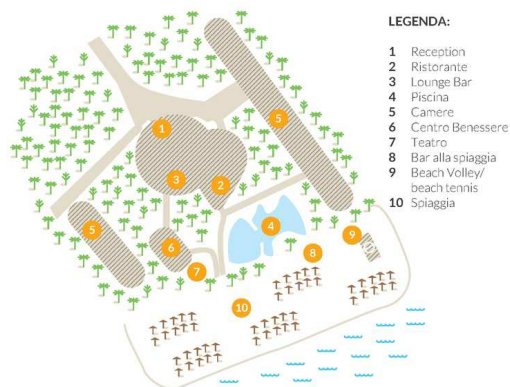 LEGENDA:
1 Reception
2 Ristorante
3 Lounge Bar
4 Piscina
5 Camere
6 Centro Benessere
7 Teatro
8 Bar alla spiaggia
9 Beach Volley/
beach tennis
10 Spiaggia
1
5
3
2
5
4
6
9
8
7
10